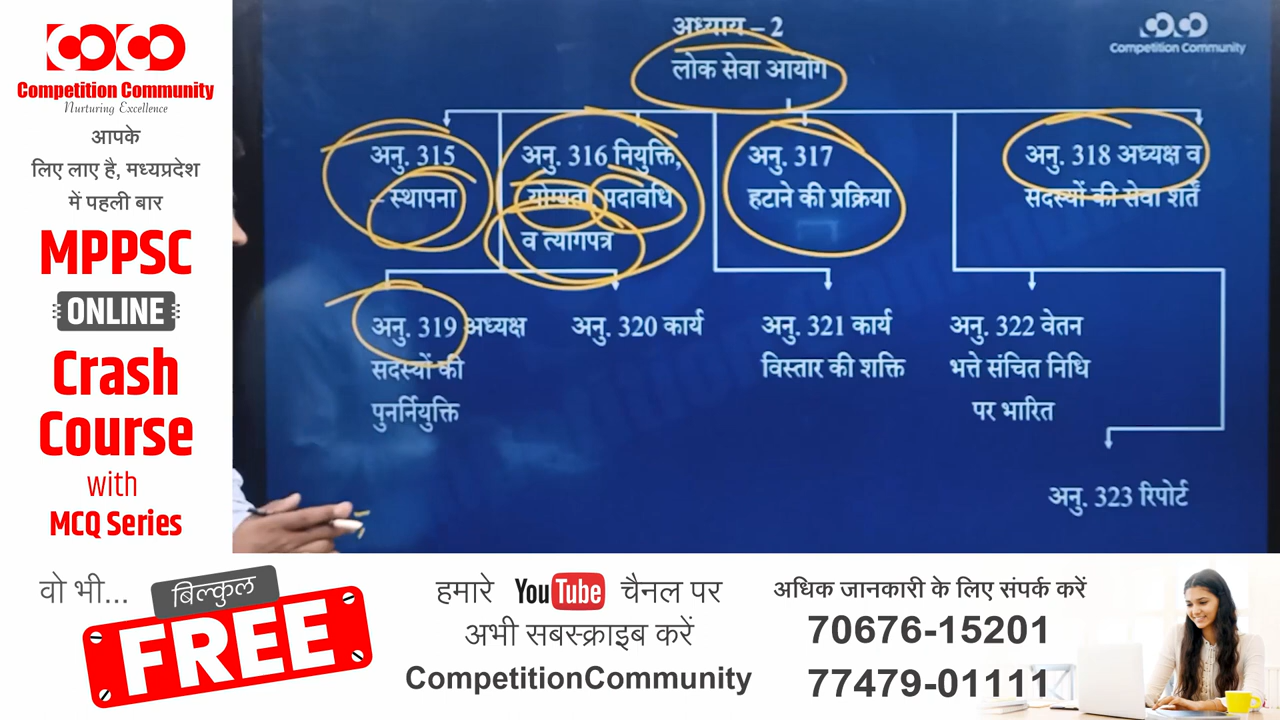 Competition Community
Nurturing Excellence
आपके
लिए लाए है, मध्यप्रदेश
में पहली बार
MPPSC
ONLINE
Crash
Course
with
MCQ Series
अध्याय – 2
लोक सेवा आयोग
Competition Community
अनु. 315
– स्थापना
अनु. 316 नियुक्ति,
योग्यता पदावधि
व त्यागपत्र
अनु. 317
हटाने की प्रक्रिया
अनु. 318 अध्यक्ष व
सदस्यों की सेवा शर्तें
अनु. 319 अध्यक्ष
सदस्यों की
पुनर्नियुक्ति
अनु. 320 कार्य
अनु. 321 कार्य
विस्तार की शक्ति
अनु. 322 वेतन
भत्ते संचित निधि
पर भारित
अनु. 323 रिपोर्ट
वो भी...
बिल्कुल
FREE
हमारे YouTube चैनल पर
अभी सबस्क्राइब करें
CompetitionCommunity
अधिक जानकारी के लिए संपर्क करें
70676-15201
77479-01111